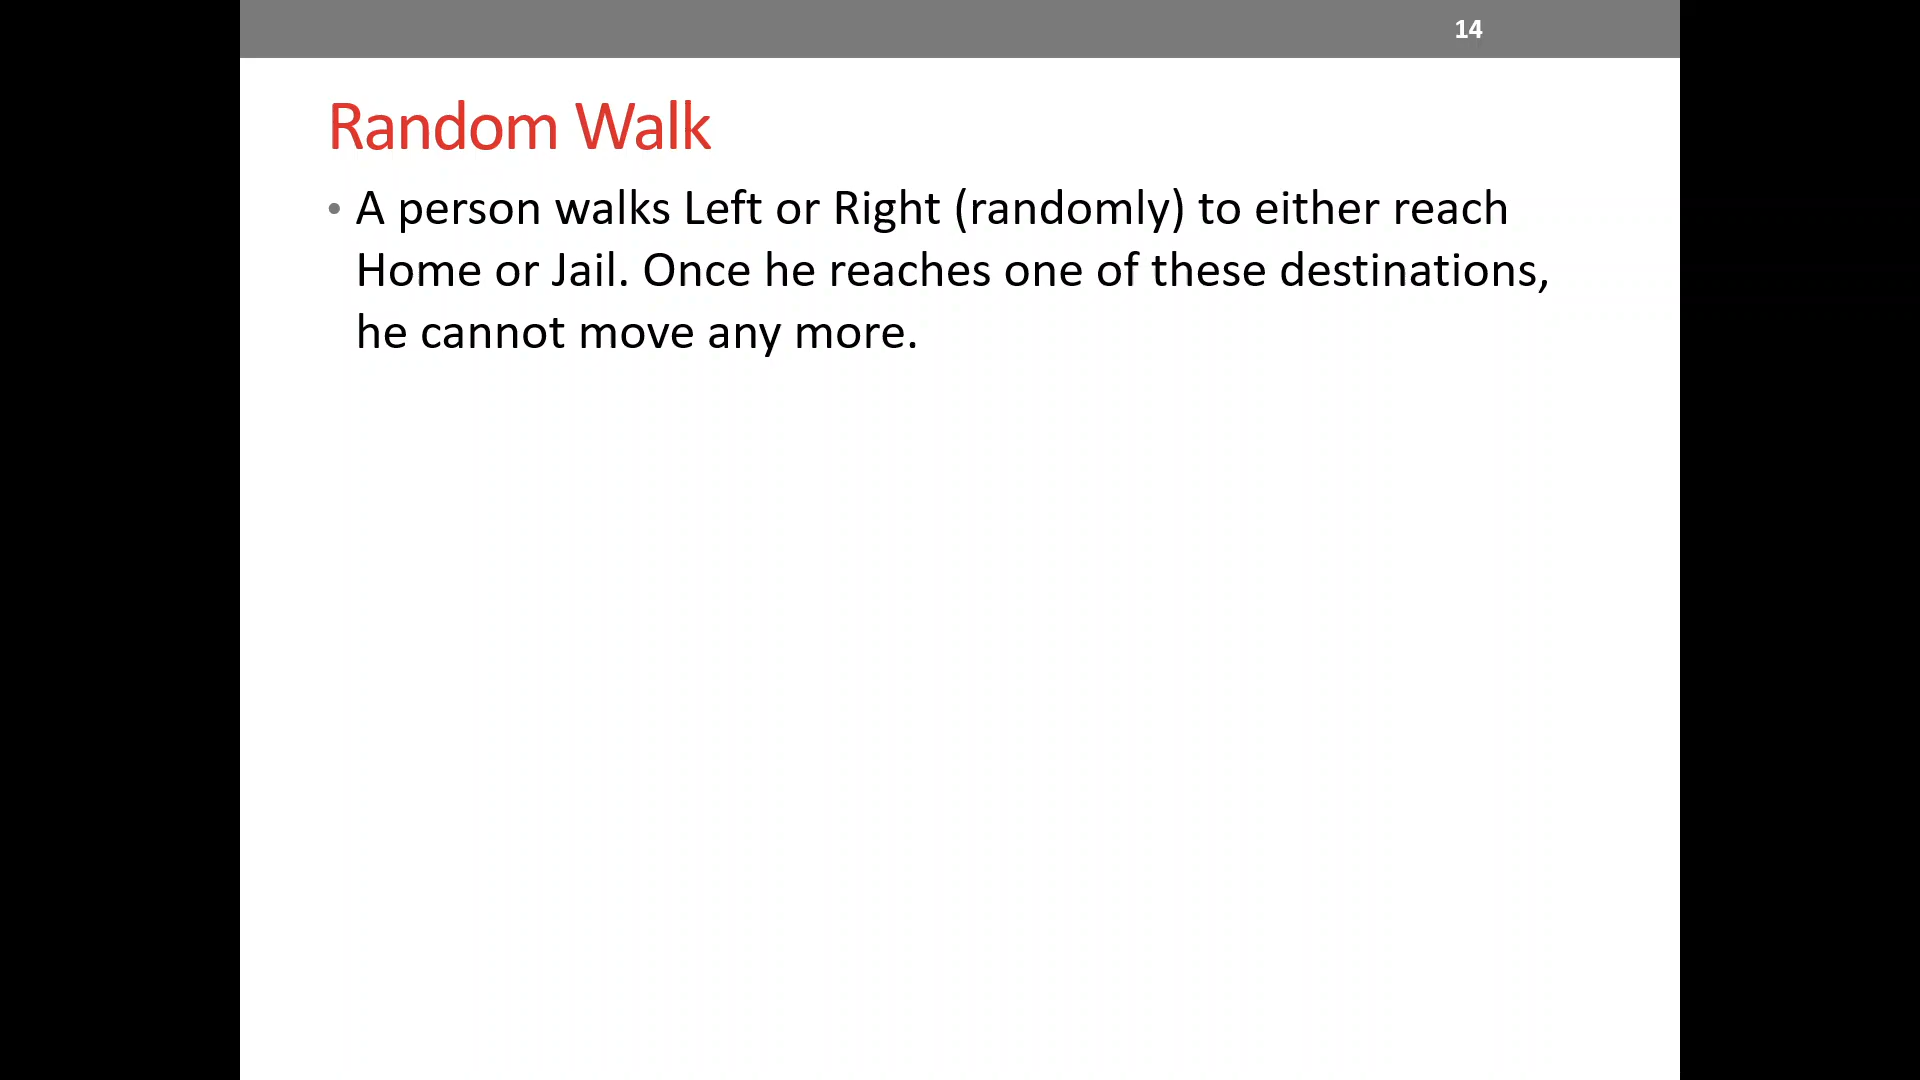 14
Random Walk
• A person walks Left or Right (randomly) to either reach
Home or Jail. Once he reaches one of these destinations,
he cannot move any more.